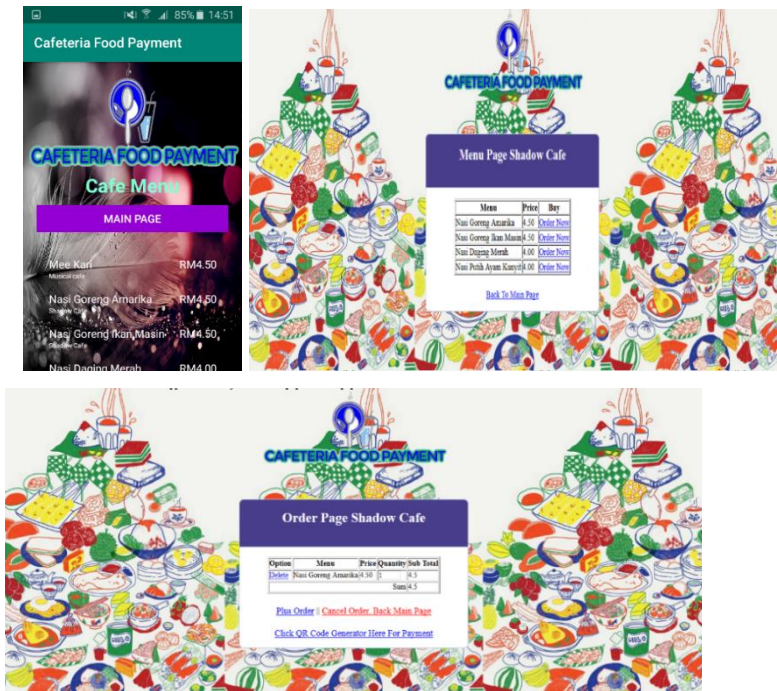 85% 14:51
Cafeteria Food Payment
CAFETERIA FOOD PAYMENT
Cafe Menu
MAIN PAGE
Mee Kari RM4.50
Musical cafe
Nasi Goreng Amarika RM4.50
Shadow Cafe
Nasi Goreng Ikan Masin RM4.50
Shadow Cafe
Nasi Daging Merah RM4.00
CAFETERIA FOOD PAYMENT
Menu Page Shadow Cafe
Menu Price Buy
Nasi Goreng Amarika 4.50 Order Now
Nasi Goreng Ikan Masin 4.50 Order Now
Nasi Daging Merah 4.00 Order Now
Nasi Putih Ayam Kunyit 4.00 Order Now
Back To Main Page
CAFETERIA FOOD PAYMENT
Order Page Shadow Cafe
Option Menu Price Quantity Sub Total
Delete Nasi Goreng Amarika 4.50 1 4.5
Sum 4.5
Plus Order || Cancel Order, Back Main Page
Click QR Code Generator Here For Payment